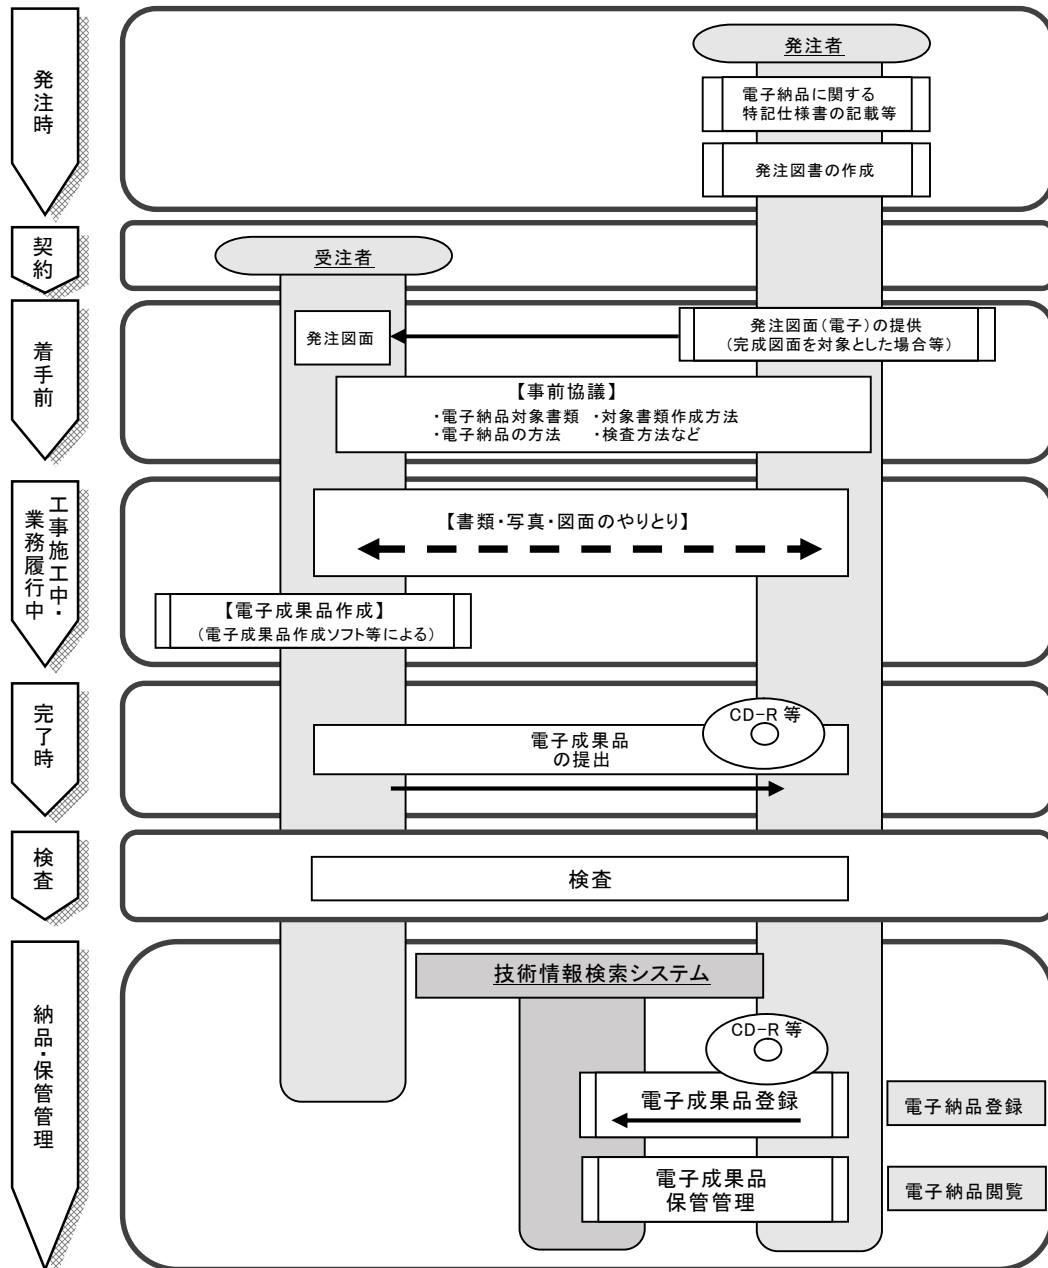 発注時
発注者
電子納品に関する
特記仕様書の記載等
発注図書の作成
契約
受注者
着手前
発注図面
発注図面(電子)の提供
(完成図面を対象とした場合等)
【事前協議】
・電子納品対象書類 ・対象書類作成方法
・電子納品の方法 ・検査方法など
工事施工中・
業務履行中
【書類・写真・図面のやりとり】
【電子成果品作成】
(電子成果品作成ソフト等による)
完了時
CD-R 等
電子成果品
の提出
検査
検査
納品・保管管理
技術情報検索システム
CD-R 等
電子成果品登録
電子納品登録
電子成果品
保管管理
電子納品閲覧